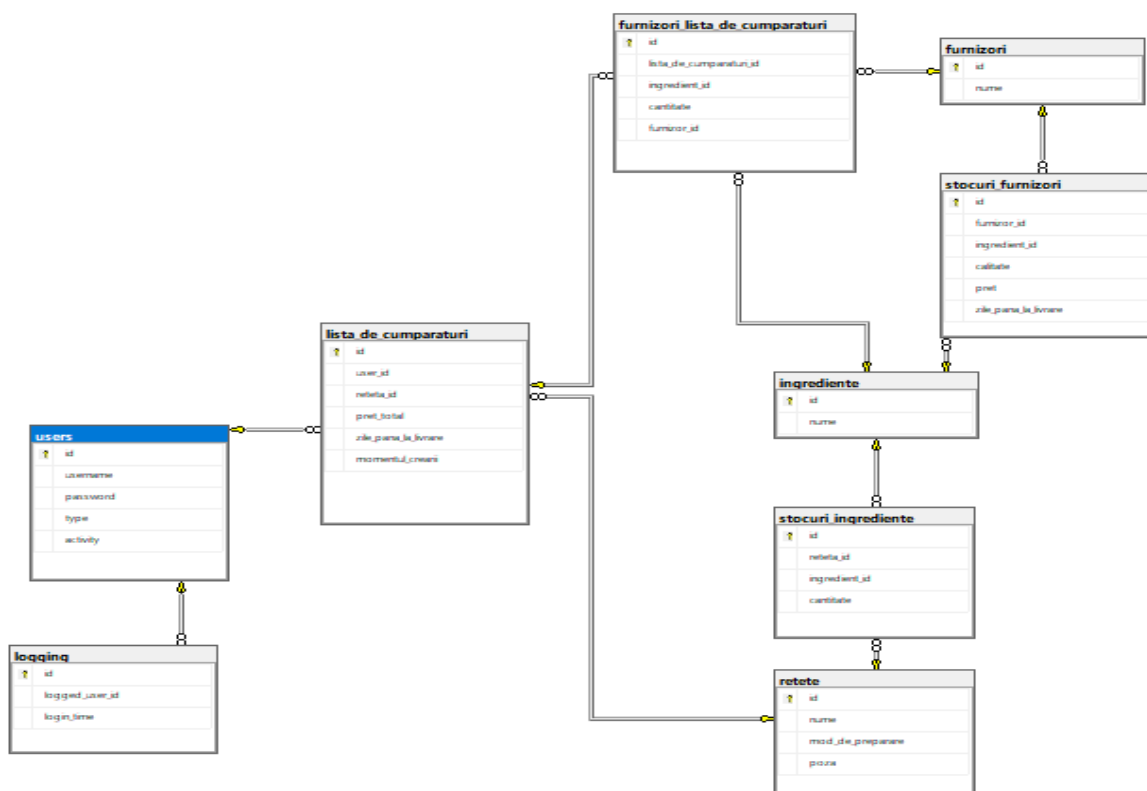 furnizori_lista_de_cumparaturi
id
lista_de_cumparaturi_id
ingredient_id
cantitate
furnizor_id
furnizori
id
nume
stocuri_furnizori
id
furnizor_id
ingredient_id
calitate
pret
zile_pana_la_livrare
lista_de_cumparaturi
id
user_id
reteta_id
pret_total
zile_pana_la_livrare
momentul_crearii
ingrediente
id
nume
users
id
username
password
type
activity
stocuri_ingrediente
id
reteta_id
ingredient_id
cantitate
logging
id
logged_user_id
login_time
retete
id
nume
mod_de_preparare
poza